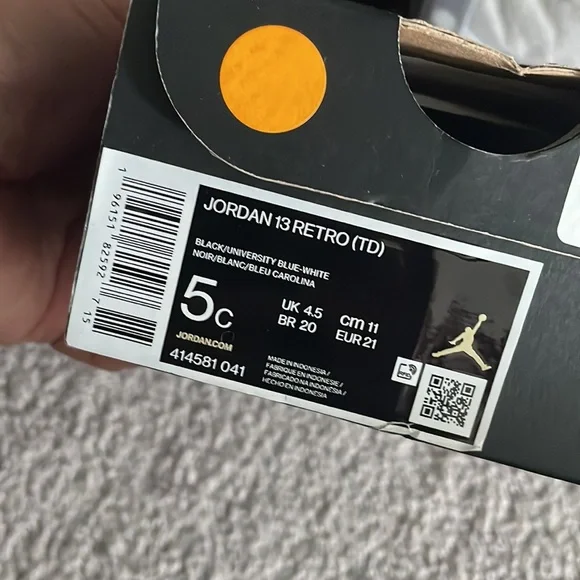 JORDAN 13 RETRO (TD)
BLACK/UNIVERSITY BLUE-WHITE
NOIR/BLANC/BLEU CAROLINA
5C
UK 4.5 cm 11
BR 20 EUR 21
JORDAN.COM
414581 041
MADE IN INDONESIA/
FABRIQUE EN INDONESIE/
FABRICADO NA INDONESIA/
HECHO EN INDONESIA
1 96151 82592 7 15